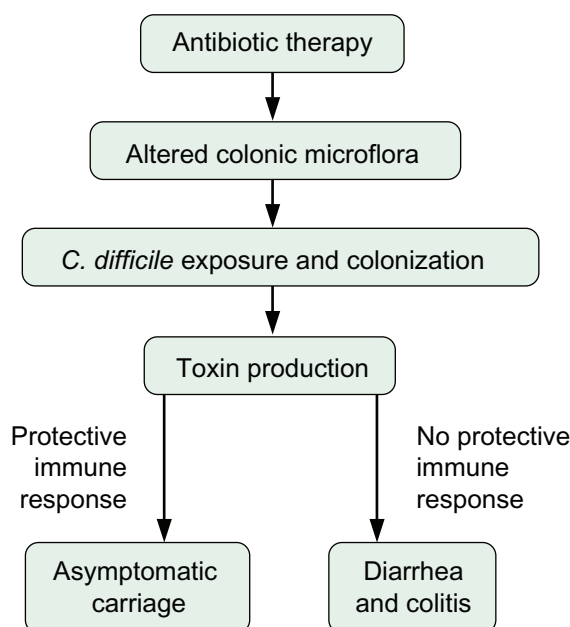 Antibiotic therapy
Altered colonic microflora
C. difficile exposure and colonization
Toxin production
Protective
immune
response
No protective
immune
response
Asymptomatic
carriage
Diarrhea
and colitis